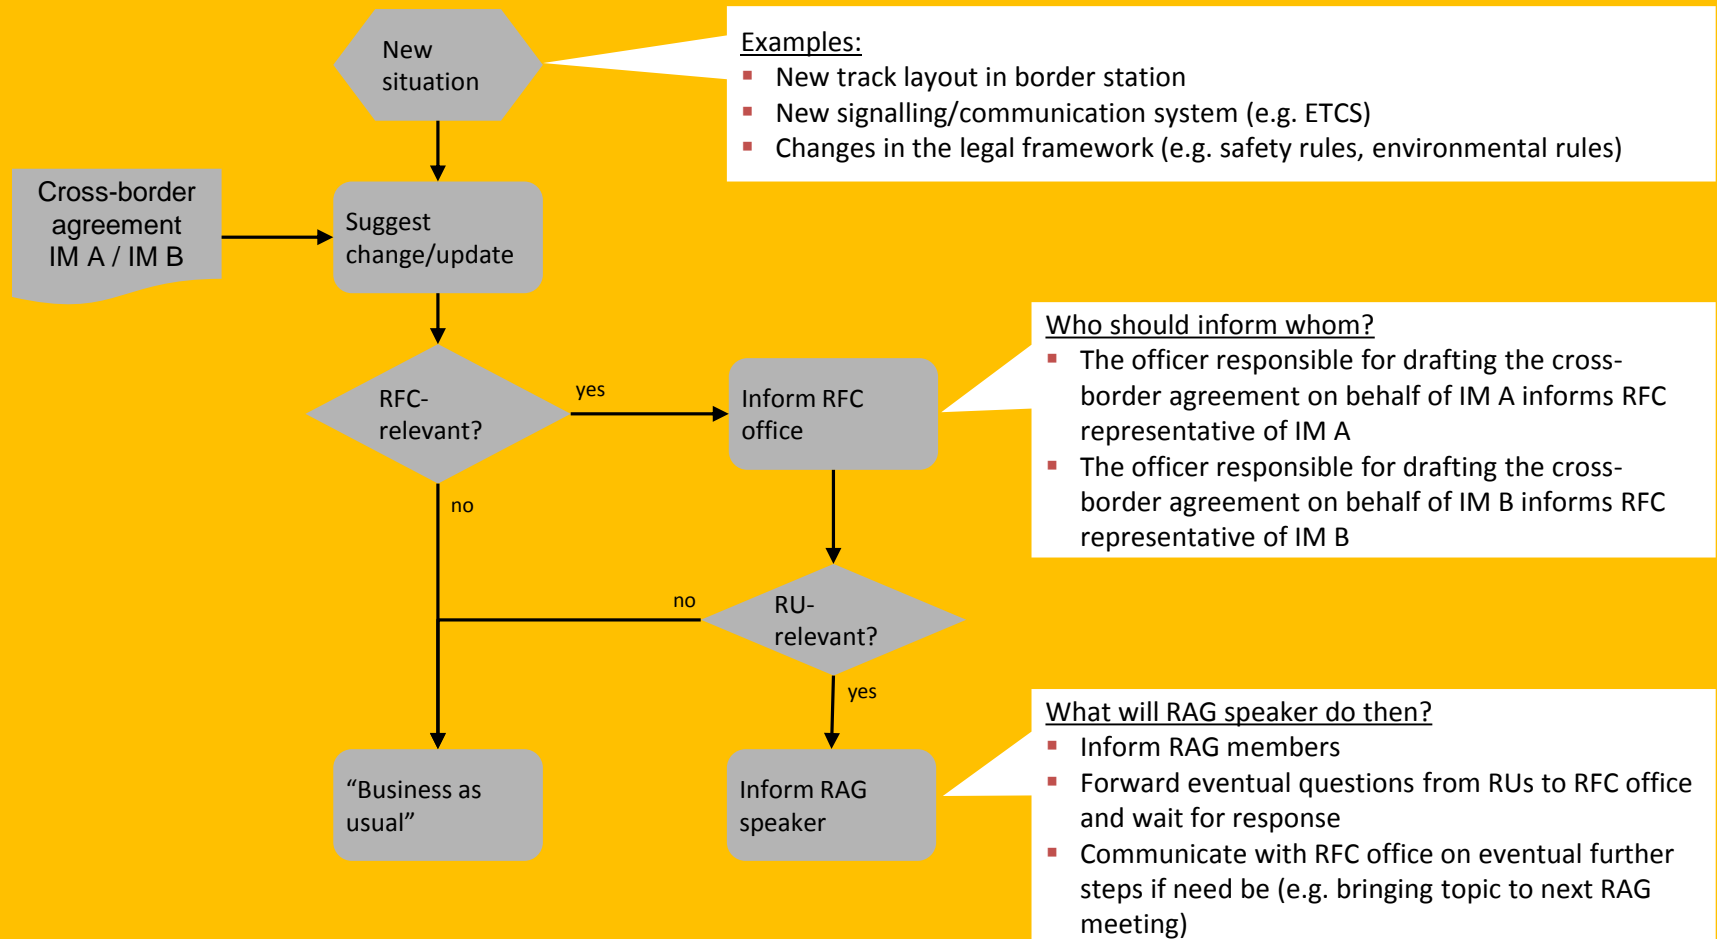 New
situation
Examples:
▪ New track layout in border station
▪ New signalling/communication system (e.g. ETCS)
▪ Changes in the legal framework (e.g. safety rules, environmental rules)
Cross-border
agreement
IM A / IM B
Suggest
change/update
RFC-
relevant?
yes
no
Inform RFC
office
Who should inform whom?
▪ The officer responsible for drafting the cross-
border agreement on behalf of IM A informs RFC
representative of IM A
▪ The officer responsible for drafting the cross-
border agreement on behalf of IM B informs RFC
representative of IM B
no
RU-
relevant?
yes
“Business as
usual”
Inform RAG
speaker
What will RAG speaker do then?
▪ Inform RAG members
▪ Forward eventual questions from RUs to RFC office
and wait for response
▪ Communicate with RFC office on eventual further
steps if need be (e.g. bringing topic to next RAG
meeting)